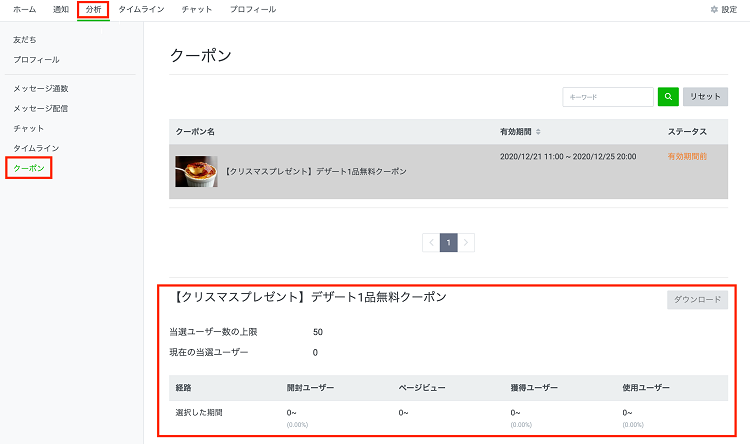 ホーム 通知 分析 タイムライン チャット プロフィール 設定
友だち
プロフィール
メッセージ通数
メッセージ配信
チャット
タイムライン
クーポン
クーポン
キーワード リセット
クーポン名 有効期間 ステータス
【クリスマスプレゼント】デザート1品無料クーポン 2020/12/21 11:00 ~ 2020/12/25 20:00 有効期間前
1
【クリスマスプレゼント】デザート1品無料クーポン ダウンロード
当選ユーザー数の上限 50
現在の当選ユーザー 0
経路 開封ユーザー ページビュー 獲得ユーザー 使用ユーザー
選択した期間 0~ 0~ 0~ 0~
(0.00%) (0.00%) (0.00%)